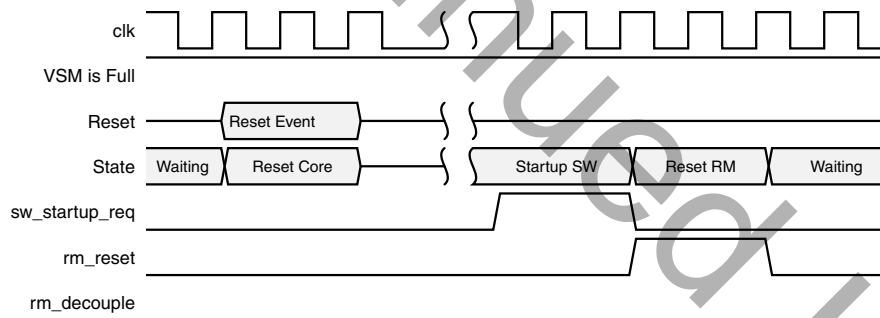 clk
VSM is Full
Reset
Reset Event
State
Waiting
Reset Core
Startup SW
Reset RM
Waiting
sw_startup_req
rm_reset
rm_decouple